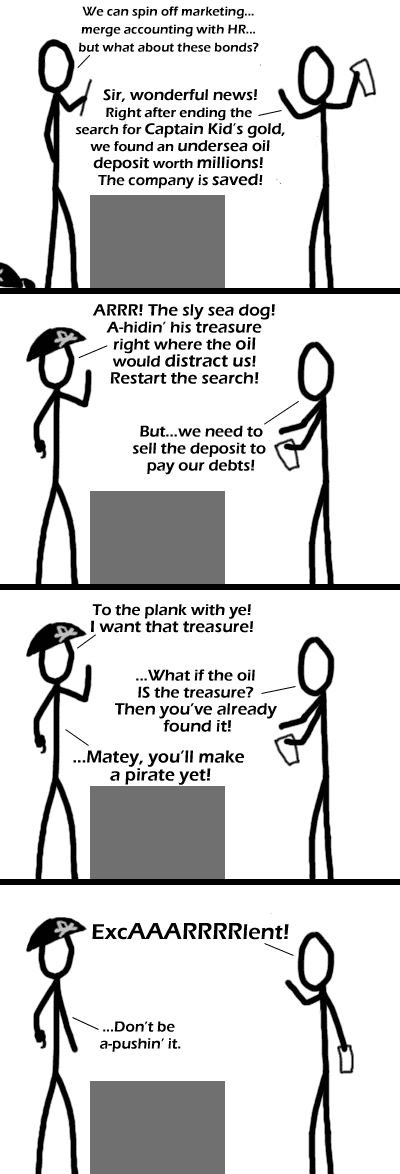 We can spin off marketing...
merge accounting with HR...
but what about these bonds?
Sir, wonderful news!
Right after ending the
search for Captain Kid's gold,
we found an undersea oil
deposit worth millions!
The company is saved!
ARRR! The sly sea dog!
A-hidin' his treasure
right where the oil
would distract us!
Restart the search!
But...we need to
sell the deposit to
pay our debts!
To the plank with ye!
I want that treasure!
...What if the oil
IS the treasure?
Then you've already
found it!
...Matey, you'll make
a pirate yet!
ExcAAARRRRlent!
...Don't be
a-pushin' it.